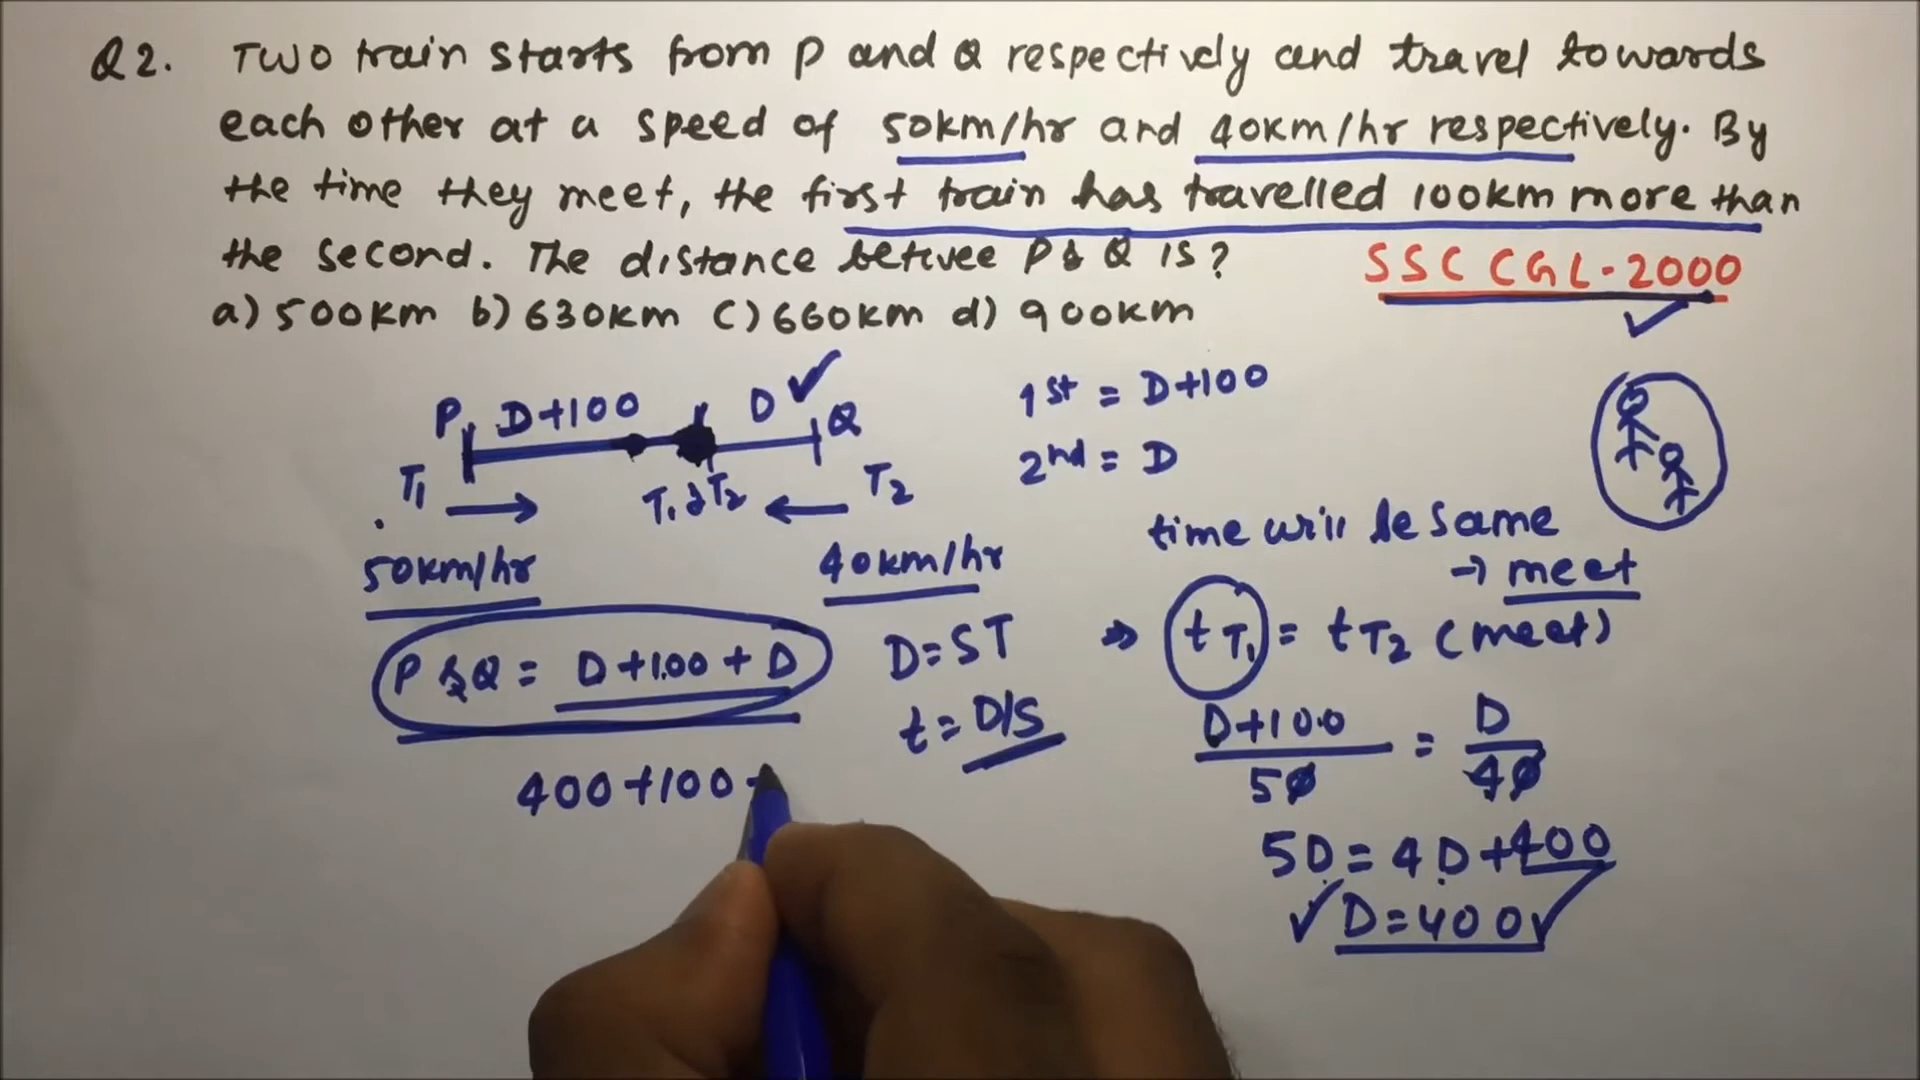 Q2. Two train starts from P and Q respectively and travel towards
each other at a speed of 50km/hr and 40km/hr respectively. By
the time they meet, the first train has travelled 100km more than
the second. The distance betwee P & Q is?
SSC CGL-2000
a) 500km b) 630km c) 660km d) 900km
P D+100 D Q
T1 T1 & T2 T2
50km/hr 40km/hr
1st = D+100
2nd = D
time will be same
→ meet
P & Q = D+100 + D
D=ST
t = D/S
⇒ tT1 = tT2 (meet)
D+100 / 50 = D / 40
5D = 4D+400
D=400
400+100+